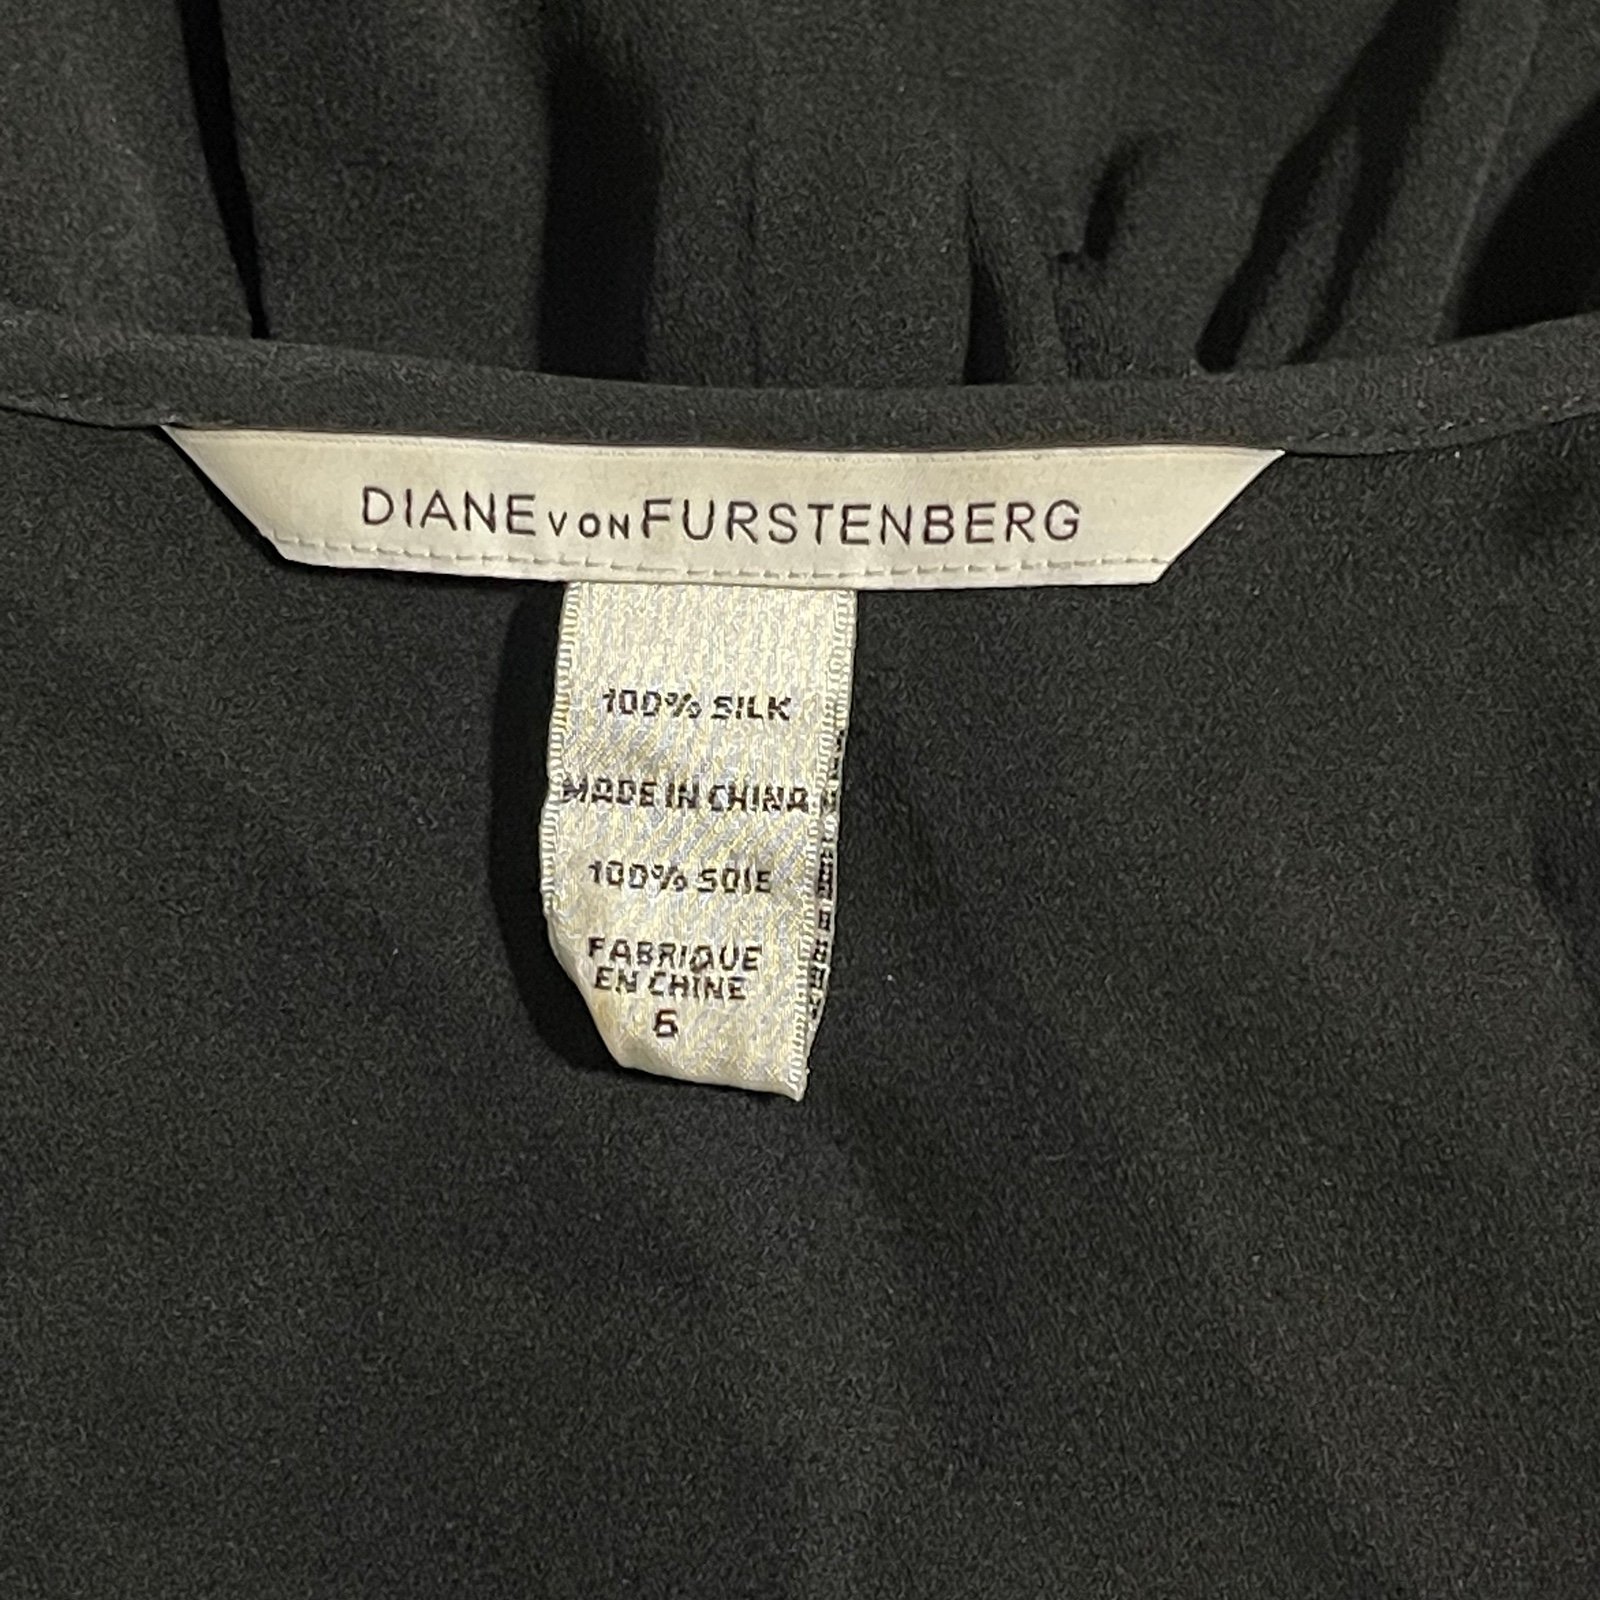 DIANE VON FURSTENBERG
100% SILK
MADE IN CHINA
100% SOIE
FABRIQUE
EN CHINE
6